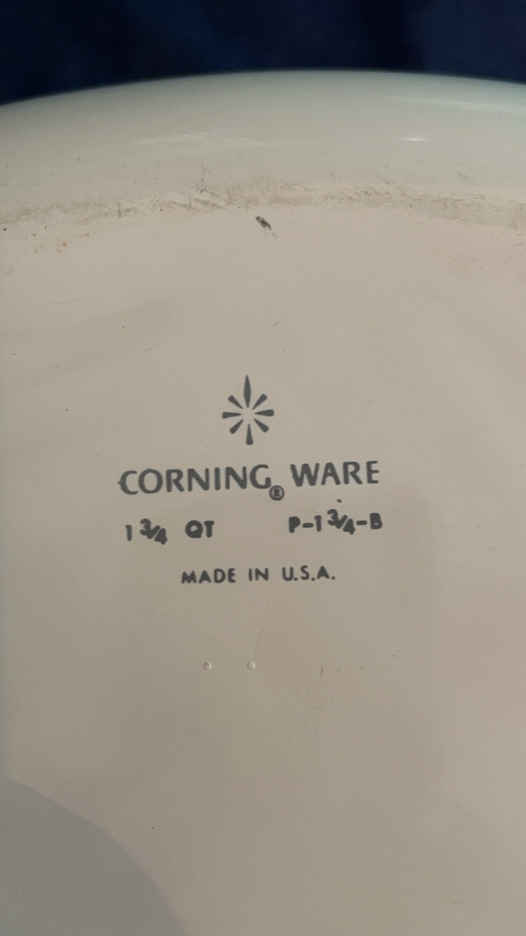 CORNING® WARE
1 3/4 QT P-1 3/4-B
MADE IN U.S.A.